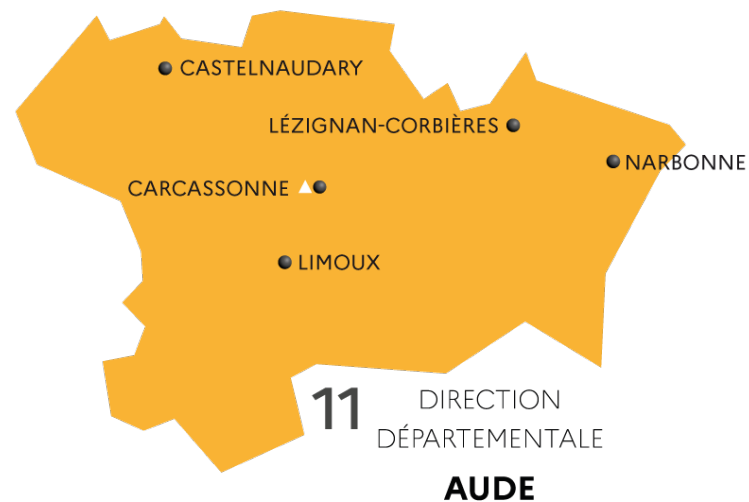 CASTELNAUDARY
LÉZIGNAN-CORBIÈRES
NARBONNE
CARCASSONNE
LIMOUX
11
DIRECTION
DÉPARTEMENTALE
AUDE